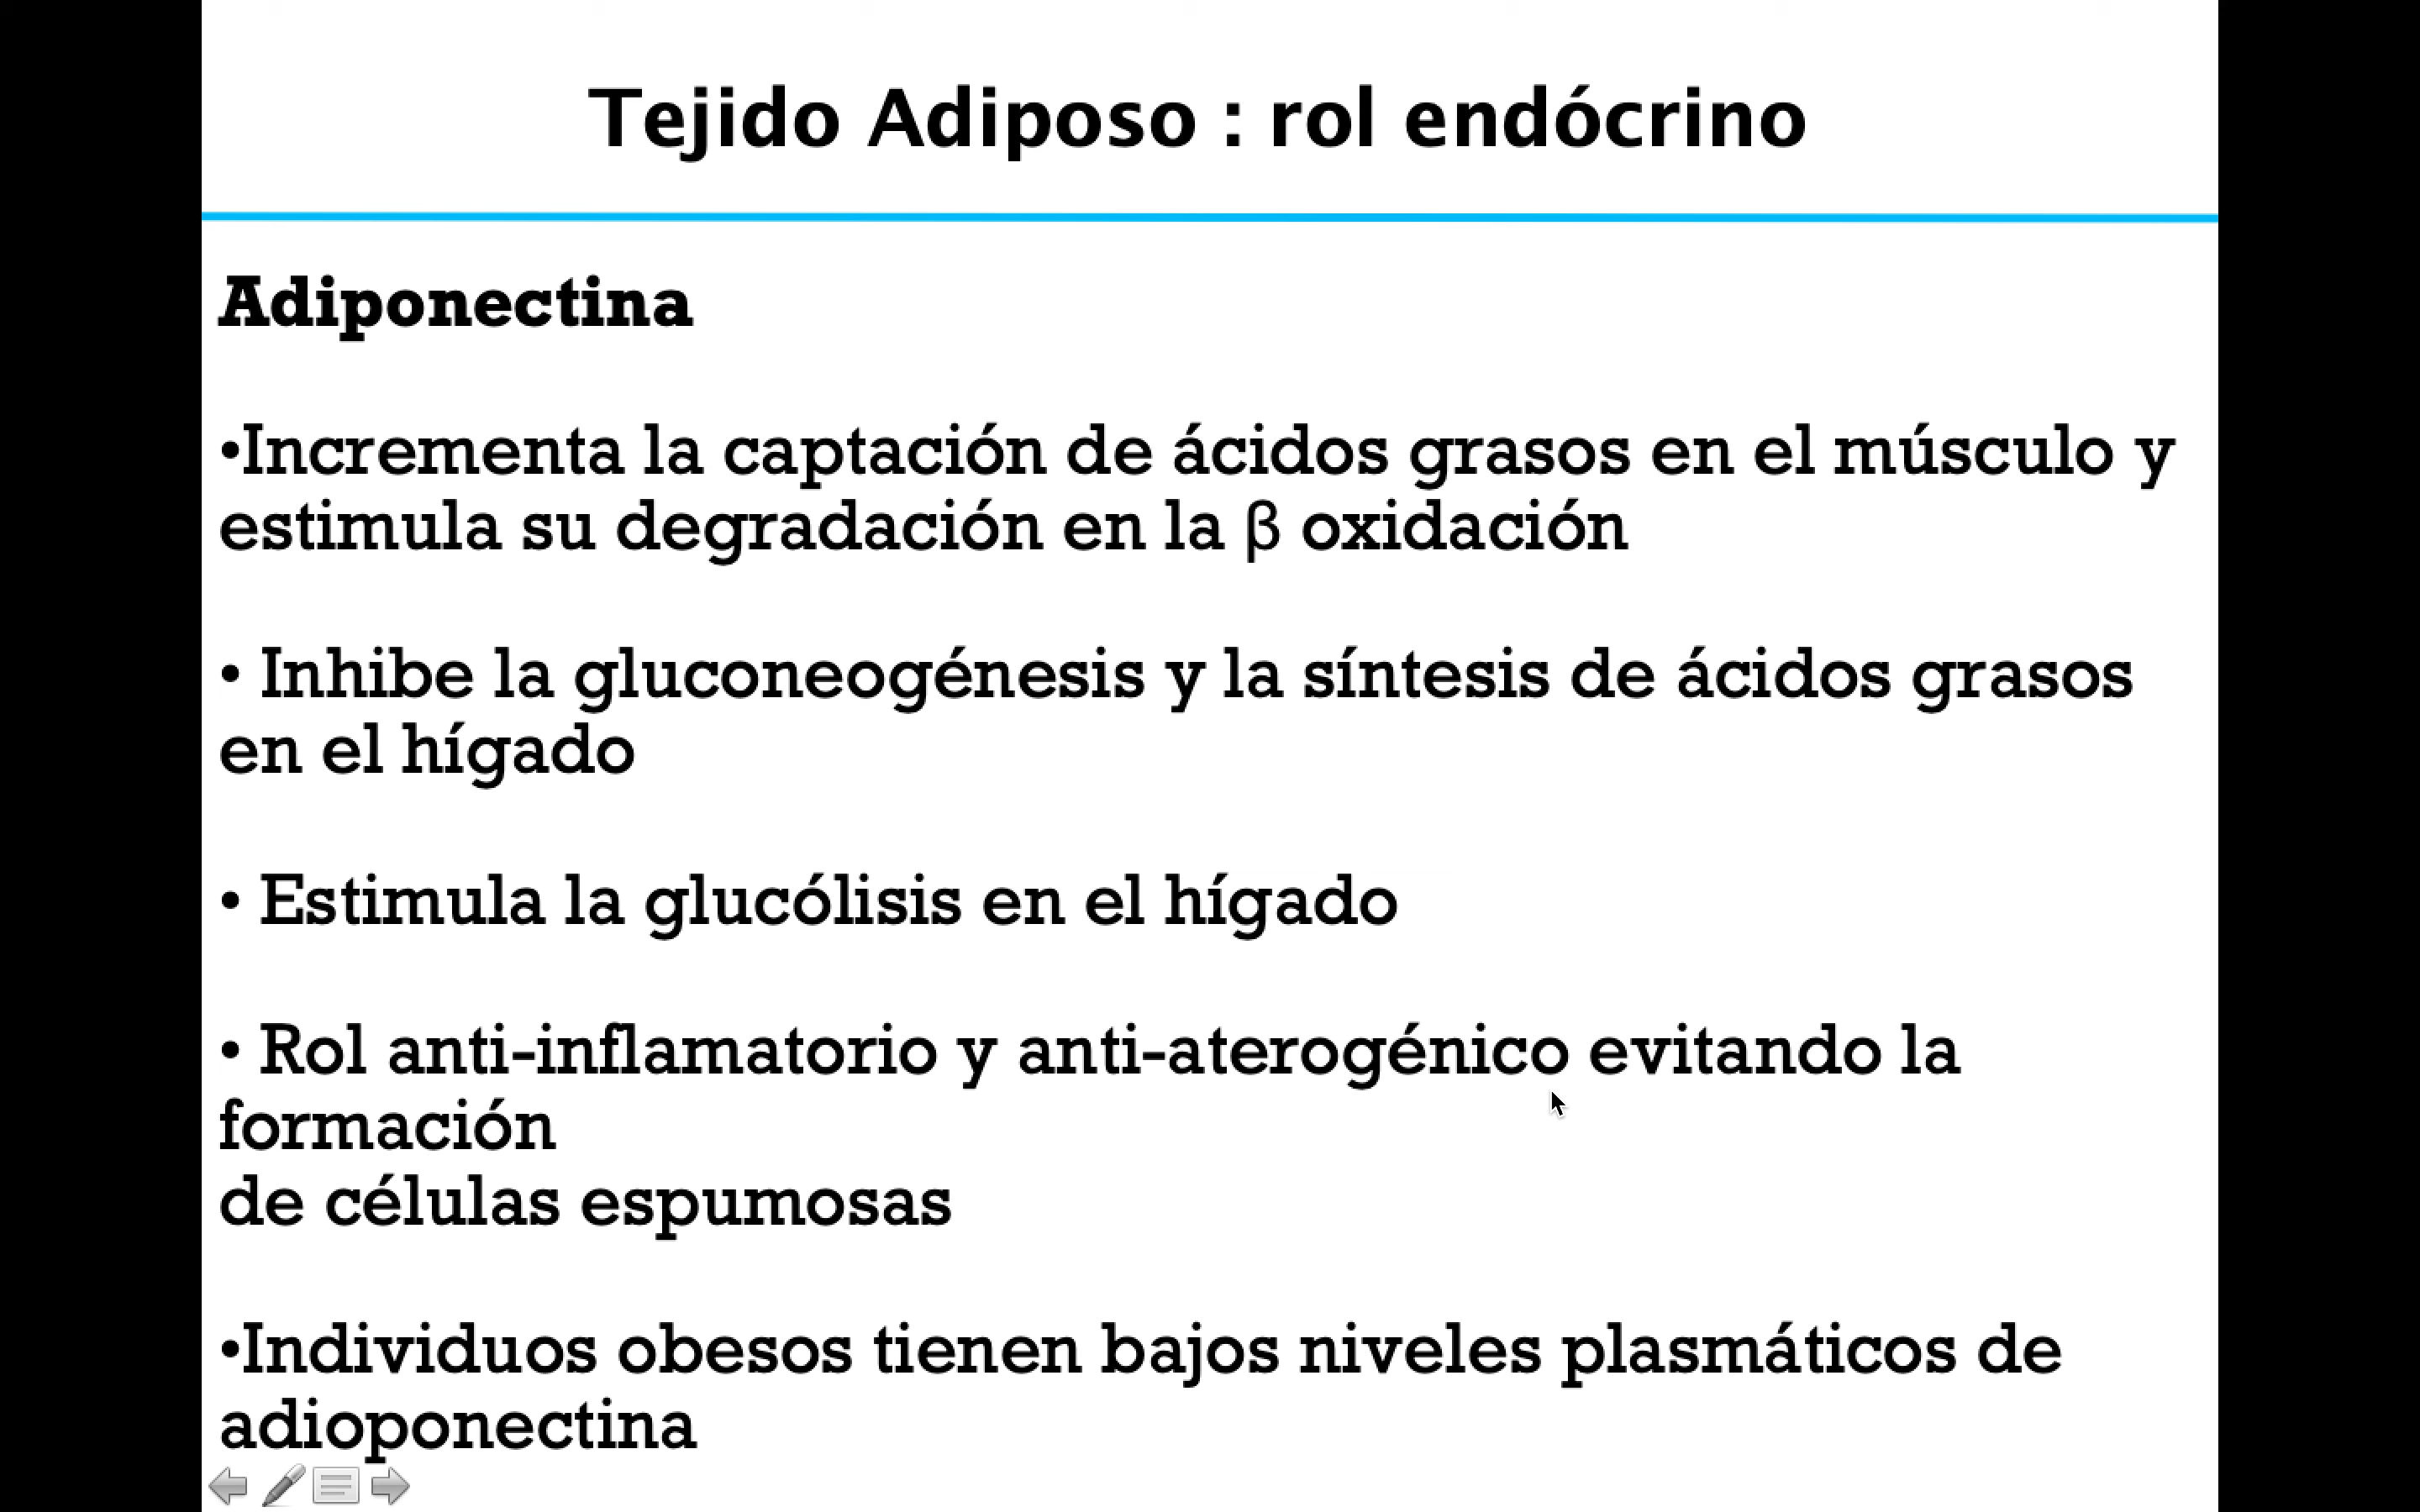 Tejido Adiposo : rol endócrino
Adiponectina
•Incrementa la captación de ácidos grasos en el músculo y
estimula su degradación en la β oxidación
• Inhibe la gluconeogénesis y la síntesis de ácidos grasos
en el hígado
• Estimula la glucólisis en el hígado
• Rol anti-inflamatorio y anti-aterogénico evitando la
formación
de células espumosas
•Individuos obesos tienen bajos niveles plasmáticos de
adioponectina